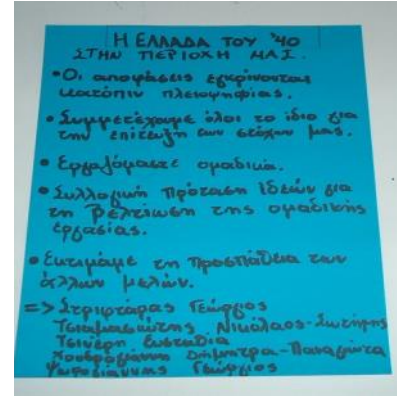 Η ΕΛΛΑΔΑ ΤΟΥ '40
ΣΤΗΝ ΠΕΡΙΟΧΗ ΜΑΣ.
• Οι αποφάσεις εγκρίνονται
κατόπιν πλειοψηφίας.
• Συμμετέχουμε όλοι το ίδιο για
την επίτευξη των στόχων μας.
• Εργαζόμαστε ομαδικά.
• Συλλογική Πρόταση Ιδεών για
τη βελτίωση της ομαδικής
εργασίας.
• Εκτιμάμε τη προσπάθεια των
άλλων μελών.
=> Στριφτάρας Γεώργιος
Νικόλαος-Σωτήρης
Τσινέρη Ευσταθία
Δήμητρα-Παναγιώτα
Γεώργιος